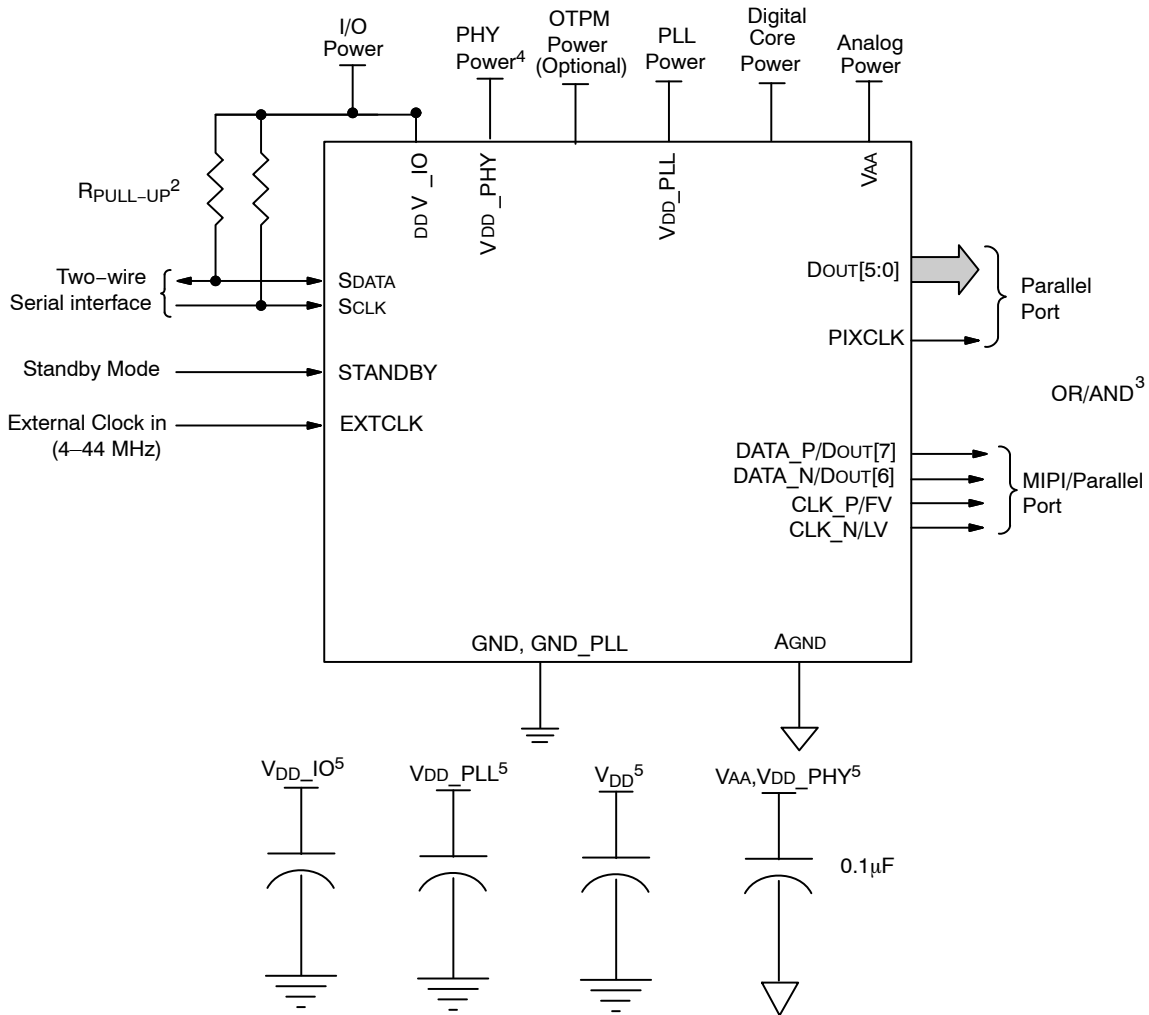 I/O
Power
PHY
Power4
OTPM
Power
(Optional)
PLL
Power
Digital
Core
Power
Analog
Power
RPULL–UP2
DD V _IO
VDD _PHY
VDD_PLL
VAA
Two–wire
Serial interface
SDATA
SCLK
Standby Mode
STANDBY
External Clock in
(4–44 MHz)
EXTCLK
DOUT[5:0]
PIXCLK
Parallel
Port
OR/AND3
DATA_P/DOUT[7]
DATA_N/DOUT[6]
CLK_P/FV
CLK_N/LV
MIPI/Parallel
Port
GND, GND_PLL
AGND
VDD_IO5
VDD_PLL5
VDD5
VAA,VDD_PHY5
0.1μF